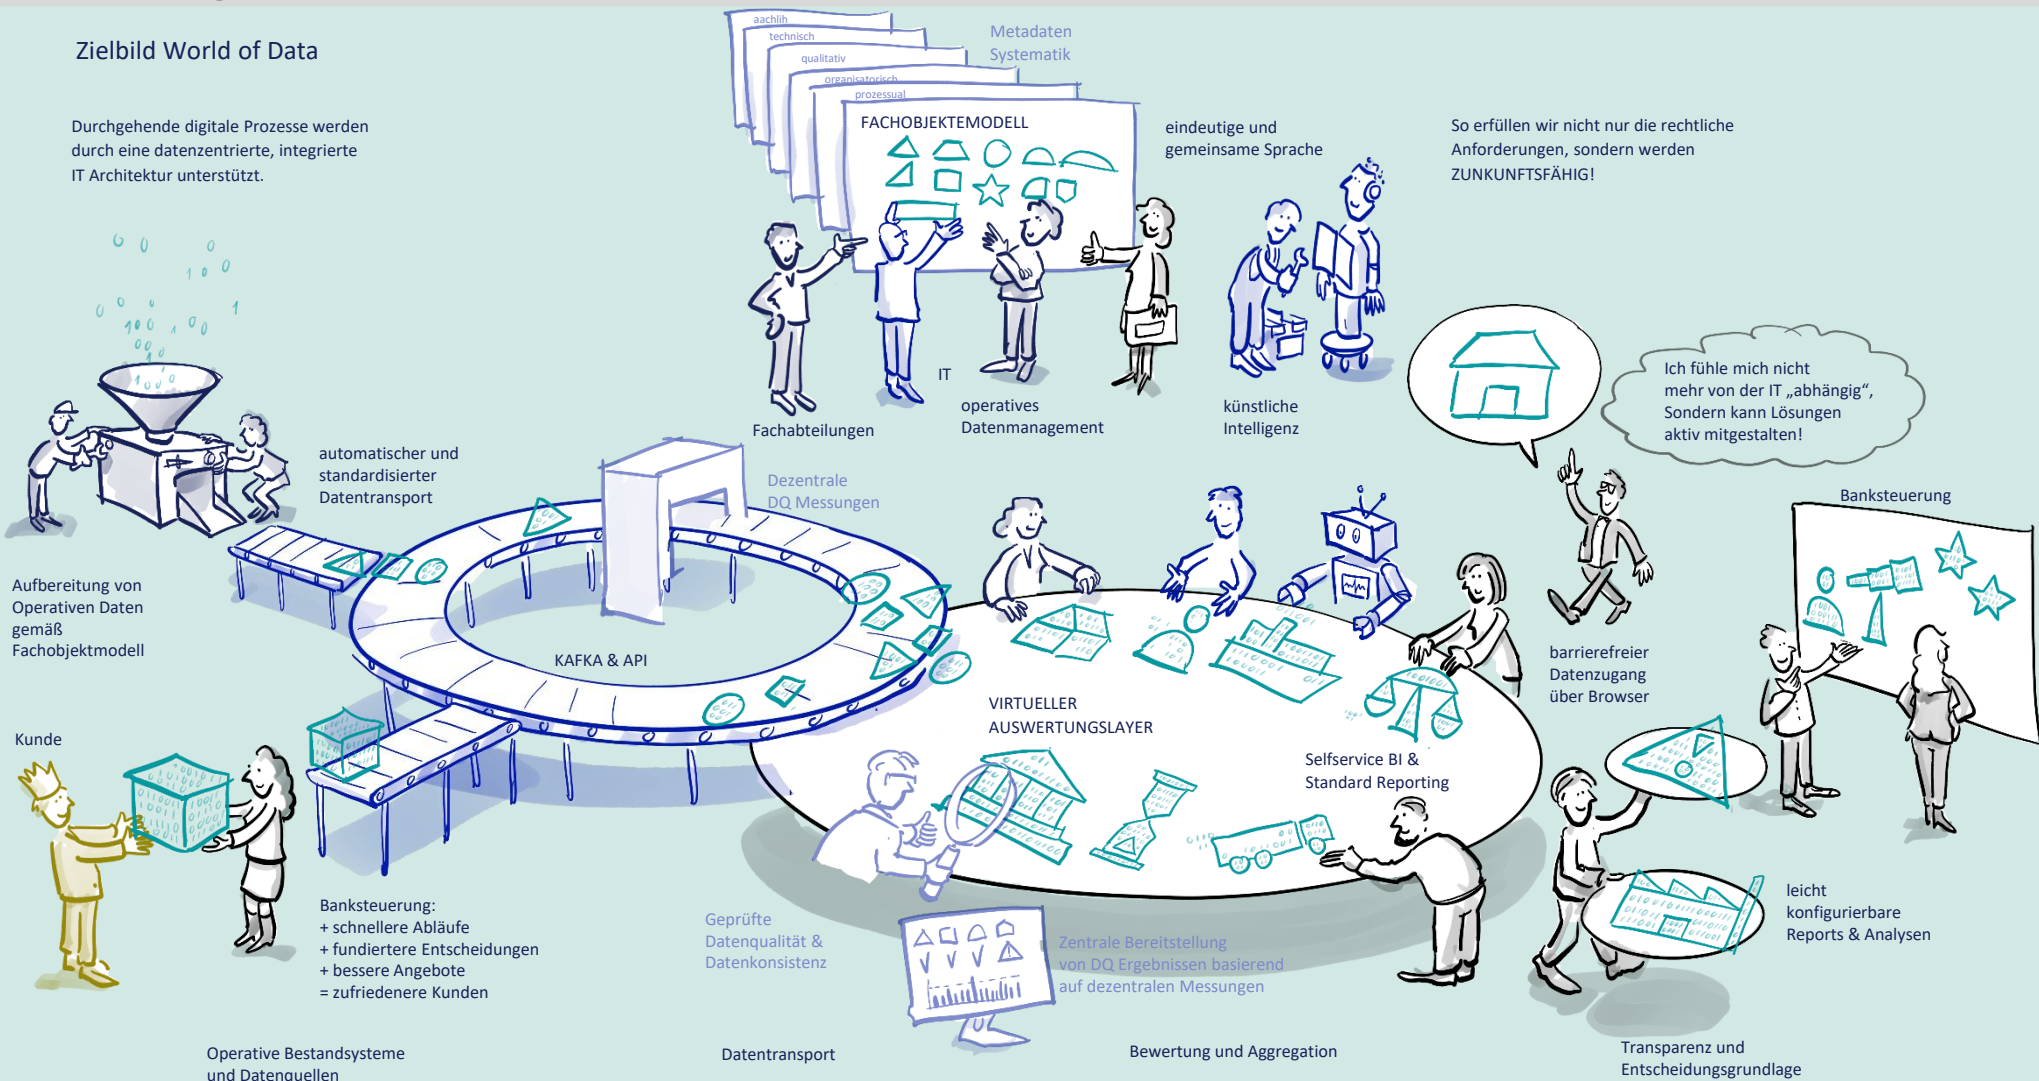 Zielbild World of Data
Durchgehende digitale Prozesse werden
durch eine datenzentrierte, integrierte
IT Architektur unterstützt.
aachlih
technisch
qualitativ
organisatorisch
prozessual
Metadaten
Systematik
FACHOBJEKTEMODELL
eindeutige und
gemeinsame Sprache
So erfüllen wir nicht nur die rechtliche
Anforderungen, sondern werden
ZUNKUNFTSFÄHIG!
Fachabteilungen
IT
operatives
Datenmanagement
künstliche
Intelligenz
Ich fühle mich nicht
mehr von der IT „abhängig“,
Sondern kann Lösungen
aktiv mitgestalten!
automatischer und
standardisierter
Datentransport
Dezentrale
DQ Messungen
Banksteuerung
Aufbereitung von
Operativen Daten
gemäß
Fachobjektmodell
KAFKA & API
barrierefreier
Datenzugang
über Browser
VIRTUELLER
AUSWERTUNGSLAYER
Selfservice BI &
Standard Reporting
Kunde
Banksteuerung:
+ schnellere Abläufe
+ fundiertere Entscheidungen
+ bessere Angebote
= zufriedenere Kunden
Geprüfte
Datenqualität &
Datenkonsistenz
Zentrale Bereitstellung
von DQ Ergebnissen basierend
auf dezentralen Messungen
leicht
konfigurierbare
Reports & Analysen
Operative Bestandsysteme
und Datenquellen
Datentransport
Bewertung und Aggregation
Transparenz und
Entscheidungsgrundlage